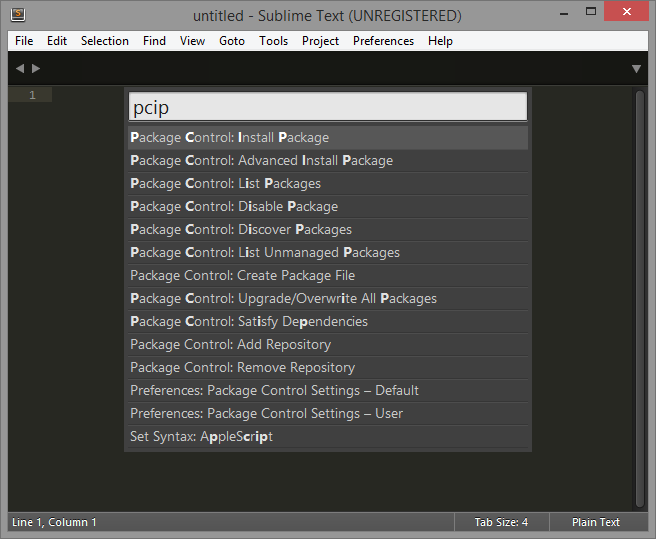 untitled - Sublime Text (UNREGISTERED)
File Edit Selection Find View Goto Tools Project Preferences Help
1
pcip
Package Control: Install Package
Package Control: Advanced Install Package
Package Control: List Packages
Package Control: Disable Package
Package Control: Discover Packages
Package Control: List Unmanaged Packages
Package Control: Create Package File
Package Control: Upgrade/Overwrite All Packages
Package Control: Satisfy Dependencies
Package Control: Add Repository
Package Control: Remove Repository
Preferences: Package Control Settings – Default
Preferences: Package Control Settings – User
Set Syntax: AppleScript
Line 1, Column 1 Tab Size: 4 Plain Text